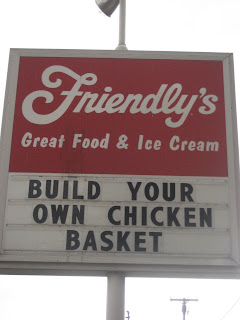 Friendly's
Great Food & Ice Cream
BUILD YOUR
OWN CHICKEN
BASKET